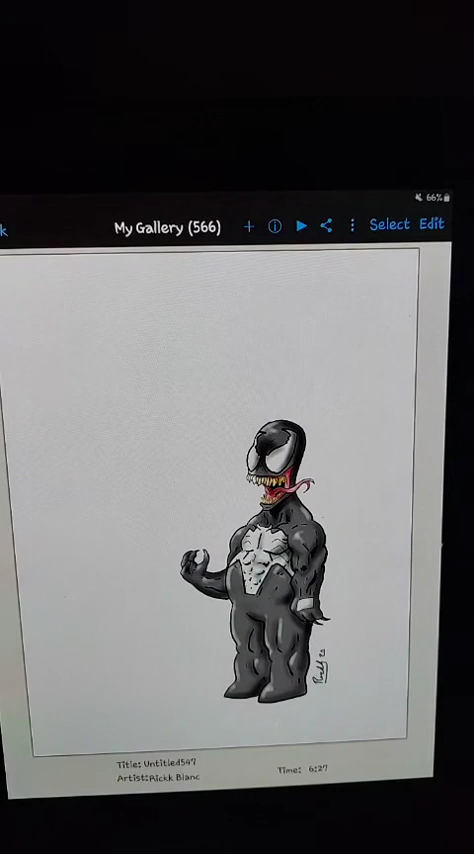 66%
k
My Gallery (566)
Select Edit
Title: Untitled547
Artist:Rickk Blanc
Time: 6:27